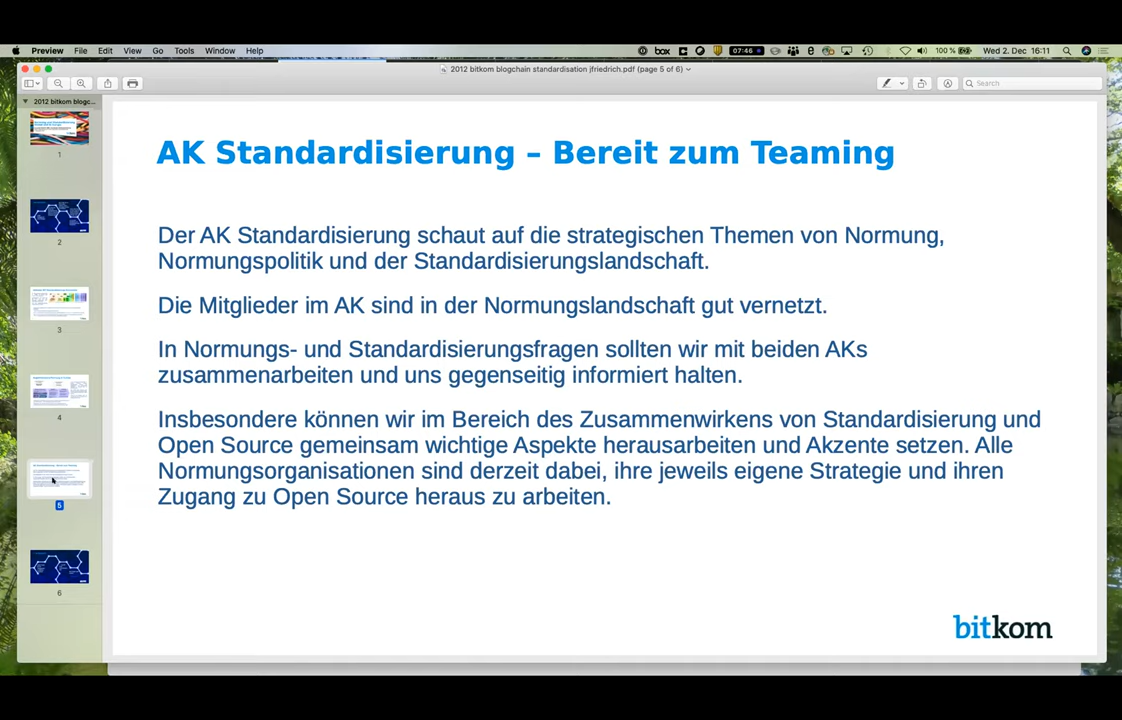 Preview File Edit View Go Tools Window Help box 07:46 100 % Wed 2. Dec 16:11
2012 bitkom blogchain standardisation jfriedrich.pdf (page 5 of 6)
Search
2012 bitkom blogc...
1
2
3
4
5
6
AK Standardisierung – Bereit zum Teaming
Der AK Standardisierung schaut auf die strategischen Themen von Normung,
Normungspolitik und der Standardisierungslandschaft.
Die Mitglieder im AK sind in der Normungslandschaft gut vernetzt.
In Normungs- und Standardisierungsfragen sollten wir mit beiden AKs
zusammenarbeiten und uns gegenseitig informiert halten.
Insbesondere können wir im Bereich des Zusammenwirkens von Standardisierung und
Open Source gemeinsam wichtige Aspekte herausarbeiten und Akzente setzen. Alle
Normungsorganisationen sind derzeit dabei, ihre jeweils eigene Strategie und ihren
Zugang zu Open Source heraus zu arbeiten.
bitkom